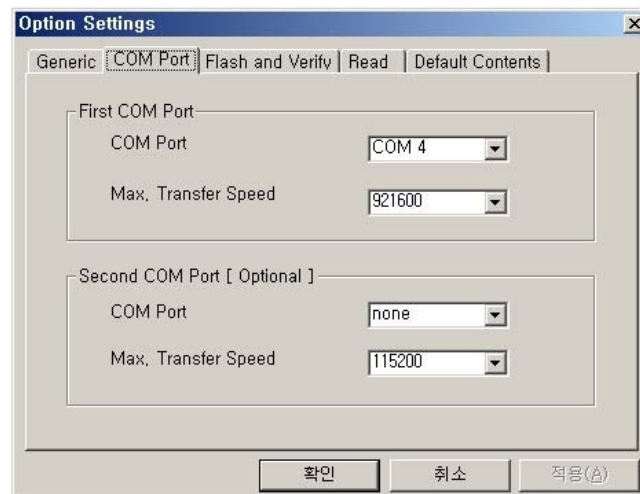 Option Settings
Generic COM Port Flash and Verify Read Default Contents
First COM Port
COM Port COM 4
Max, Transfer Speed 921600
Second COM Port [ Optional ]
COM Port none
Max, Transfer Speed 115200
확인 취소 적용(A)